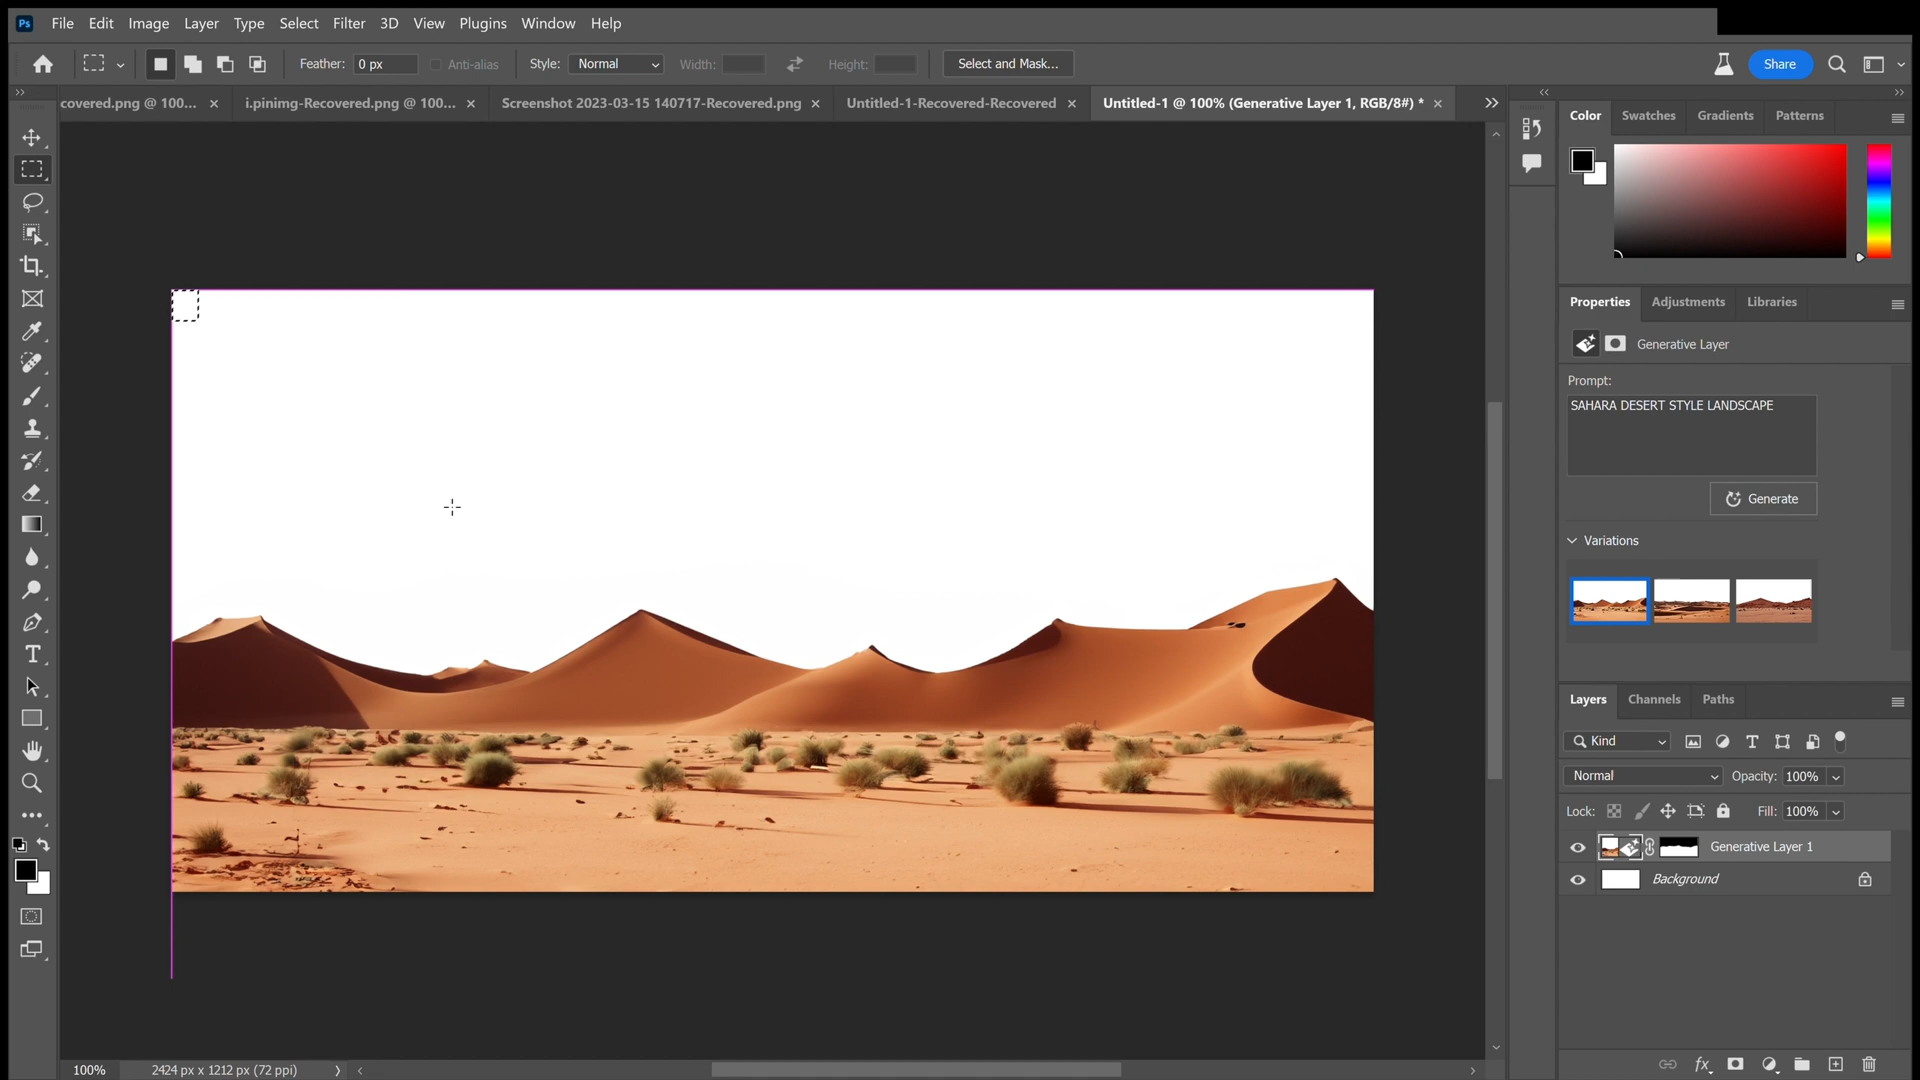 Ps File Edit Image Layer Type Select Filter 3D View Plugins Window Help
Feather: 0 px Anti-alias Style: Normal Width: Height: Select and Mask... Share
covered.png @ 100... × i.pinimg-Recovered.png @ 100... × Screenshot 2023-03-15 140717-Recovered.png × Untitled-1-Recovered-Recovered × Untitled-1 @ 100% (Generative Layer 1, RGB/8#) * ×
Color Swatches Gradients Patterns
Properties Adjustments Libraries
Generative Layer
Prompt:
SAHARA DESERT STYLE LANDSCAPE
Generate
Variations
Layers Channels Paths
Kind
Normal Opacity: 100%
Lock: Fill: 100%
Generative Layer 1
Background
fx
100% 2424 px x 1212 px (72 ppi)